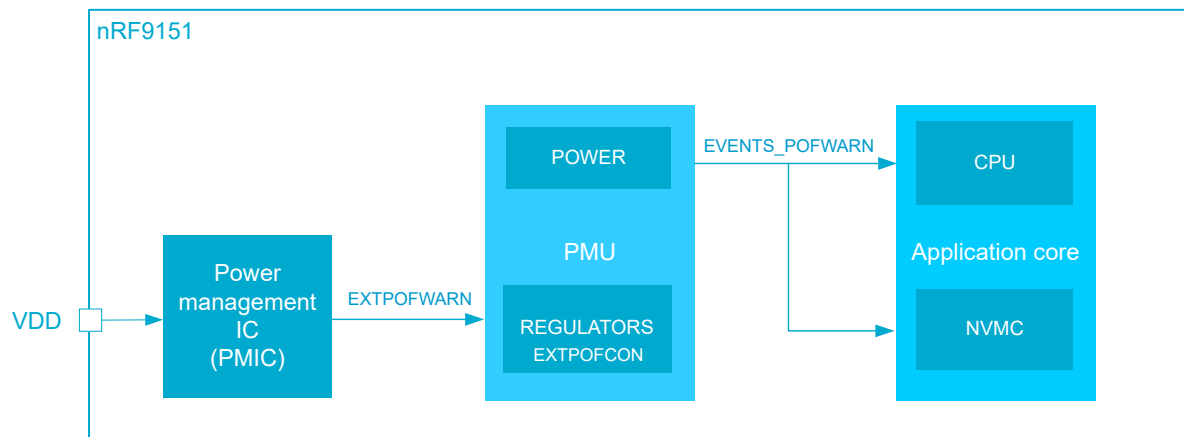 nRF9151
VDD
Power
management
IC
(PMIC)
EXTPOFWARN
POWER
PMU
REGULATORS
EXTPOFCON
EVENTS_POFWARN
CPU
Application core
NVMC